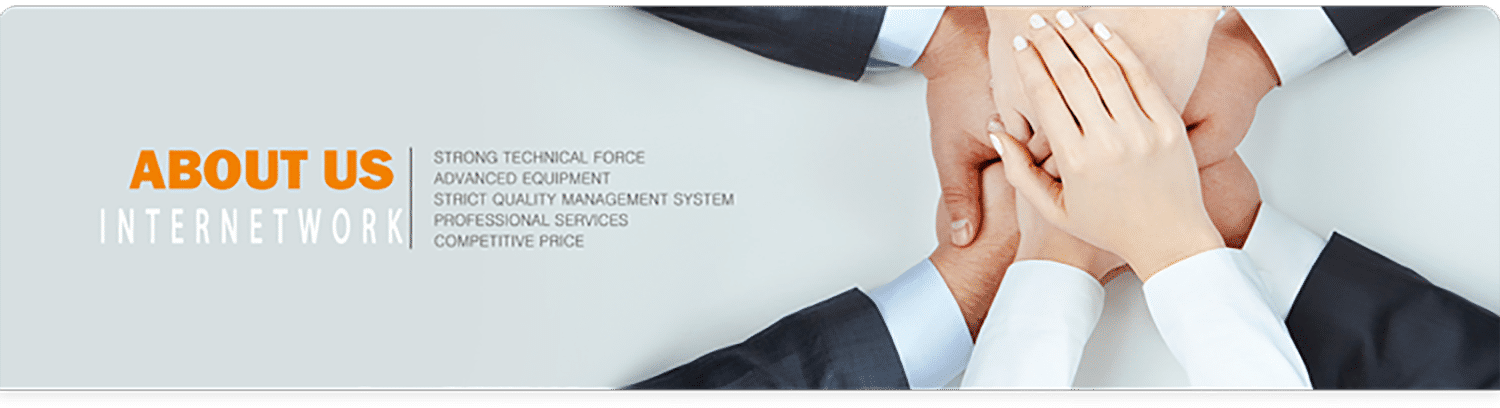 ABOUT US
INTERNETWORK
STRONG TECHNICAL FORCE
ADVANCED EQUIPMENT
STRICT QUALITY MANAGEMENT SYSTEM
PROFESSIONAL SERVICES
COMPETITIVE PRICE